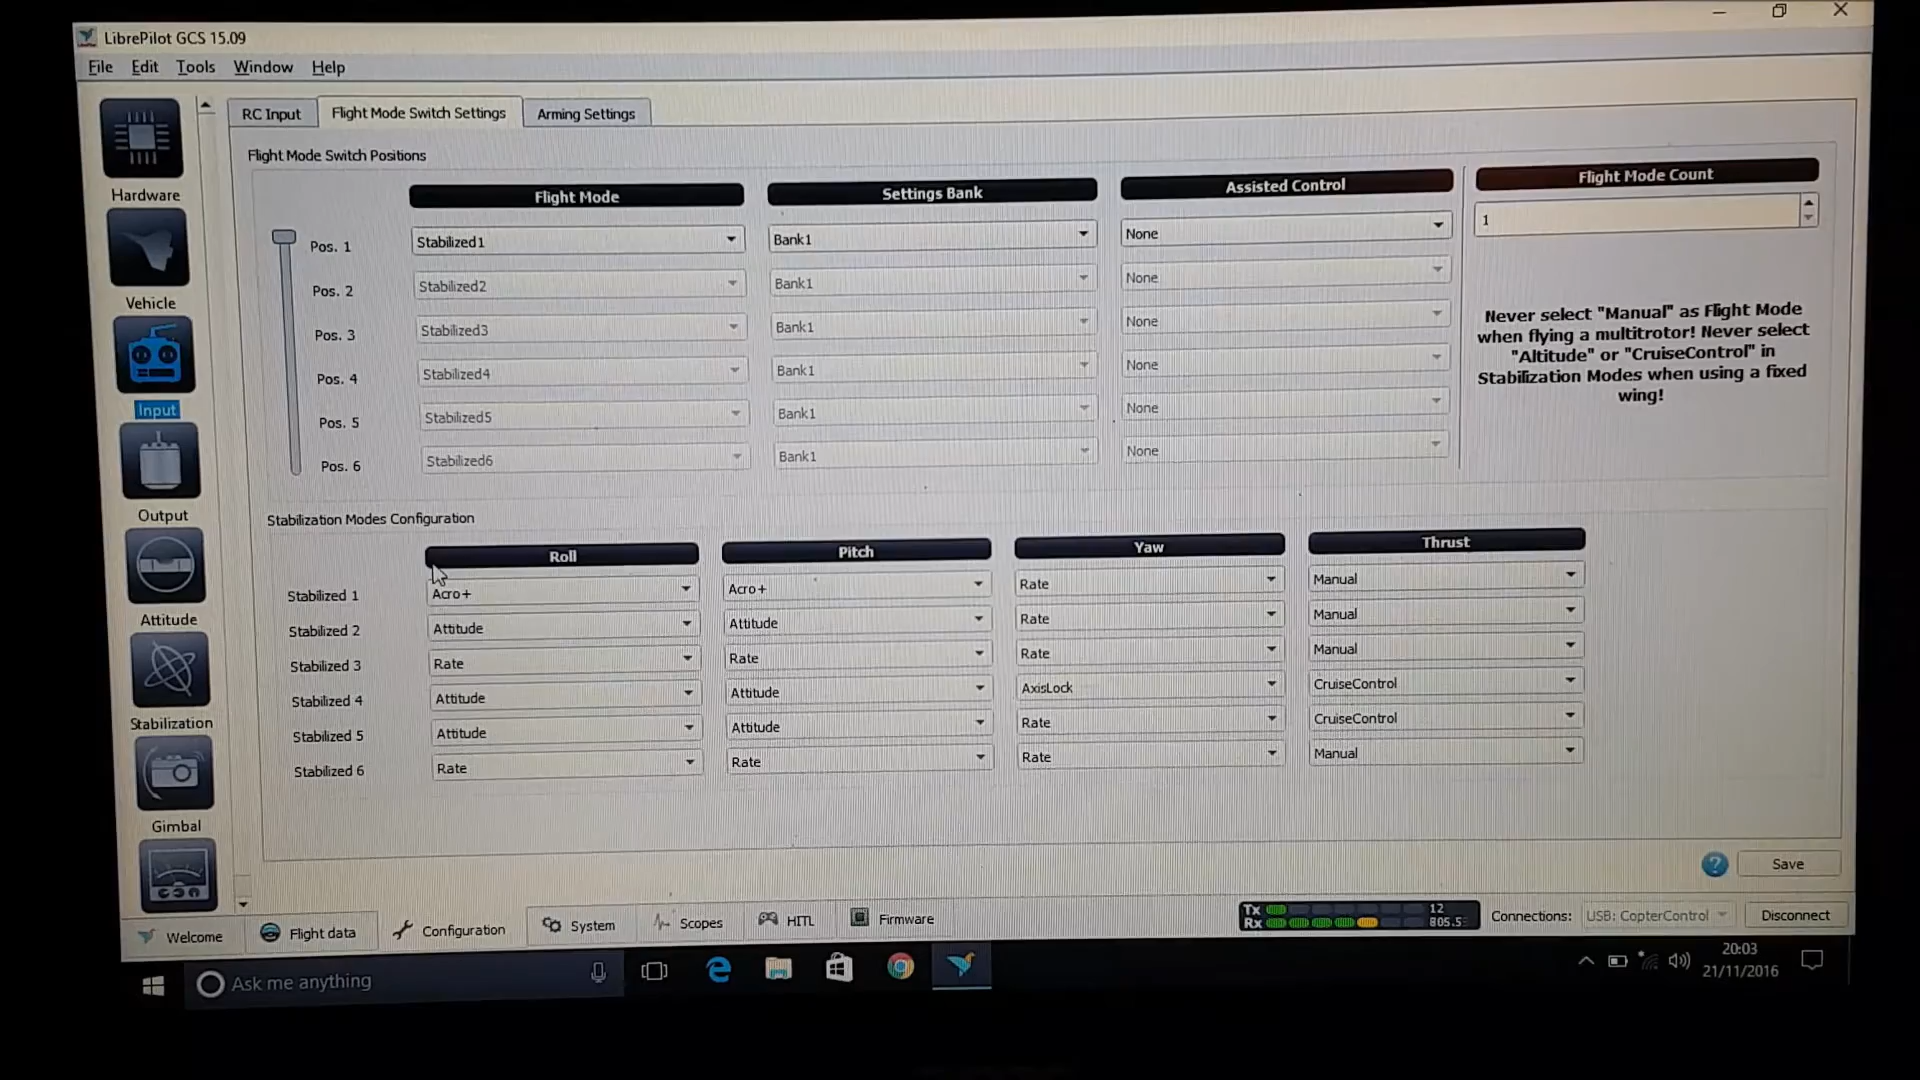 LibrePilot GCS 15.09
File Edit Tools Window Help
RC Input Flight Mode Switch Settings Arming Settings
Flight Mode Switch Positions
Flight Mode Settings Bank Assisted Control Flight Mode Count
Pos. 1 Stabilized1 Bank1 None 1
Pos. 2 Stabilized2 Bank1 None
Pos. 3 Stabilized3 Bank1 None
Pos. 4 Stabilized4 Bank1 None
Pos. 5 Stabilized5 Bank1 None
Pos. 6 Stabilized6 Bank1 None
Never select "Manual" as Flight Mode
when flying a multitrotor! Never select
"Altitude" or "CruiseControl" in
Stabilization Modes when using a fixed
wing!
Stabilization Modes Configuration
Roll Pitch Yaw Thrust
Stabilized 1 Acro+ Acro+ Rate Manual
Stabilized 2 Attitude Attitude Rate Manual
Stabilized 3 Rate Rate Rate Manual
Stabilized 4 Attitude Attitude AxisLock CruiseControl
Stabilized 5 Attitude Attitude Rate CruiseControl
Stabilized 6 Rate Rate Rate Manual
Hardware
Vehicle
Input
Output
Attitude
Stabilization
Gimbal
? Save
Welcome Flight data Configuration System Scopes HITL Firmware
Tx 12
Rx 805.5
Connections: USB: CopterControl Disconnect
Ask me anything
20:03
21/11/2016